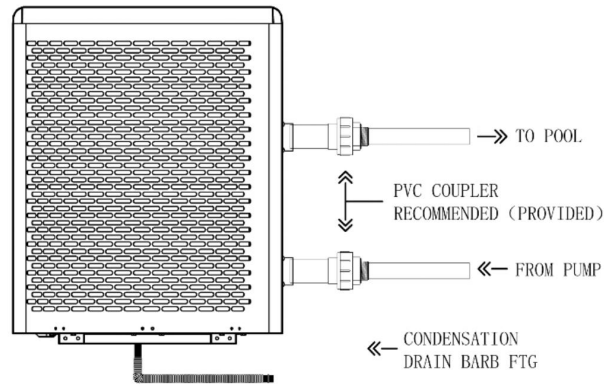 TO POOL
PVC COUPLER
RECOMMENDED (PROVIDED)
FROM PUMP
CONDENSATION
DRAIN BARB FTG